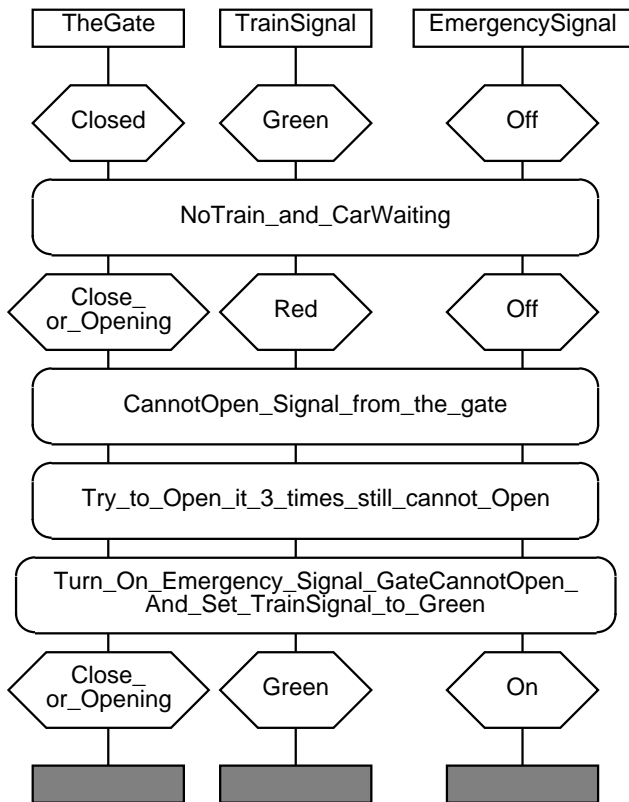 TheGate TrainSignal EmergencySignal
Closed Green Off
NoTrain_and_CarWaiting
Close_
or_Opening Red Off
CannotOpen_Signal_from_the_gate
Try_to_Open_it_3_times_still_cannot_Open
Turn_On_Emergency_Signal_GateCannotOpen_
And_Set_TrainSignal_to_Green
Close_
or_Opening Green On